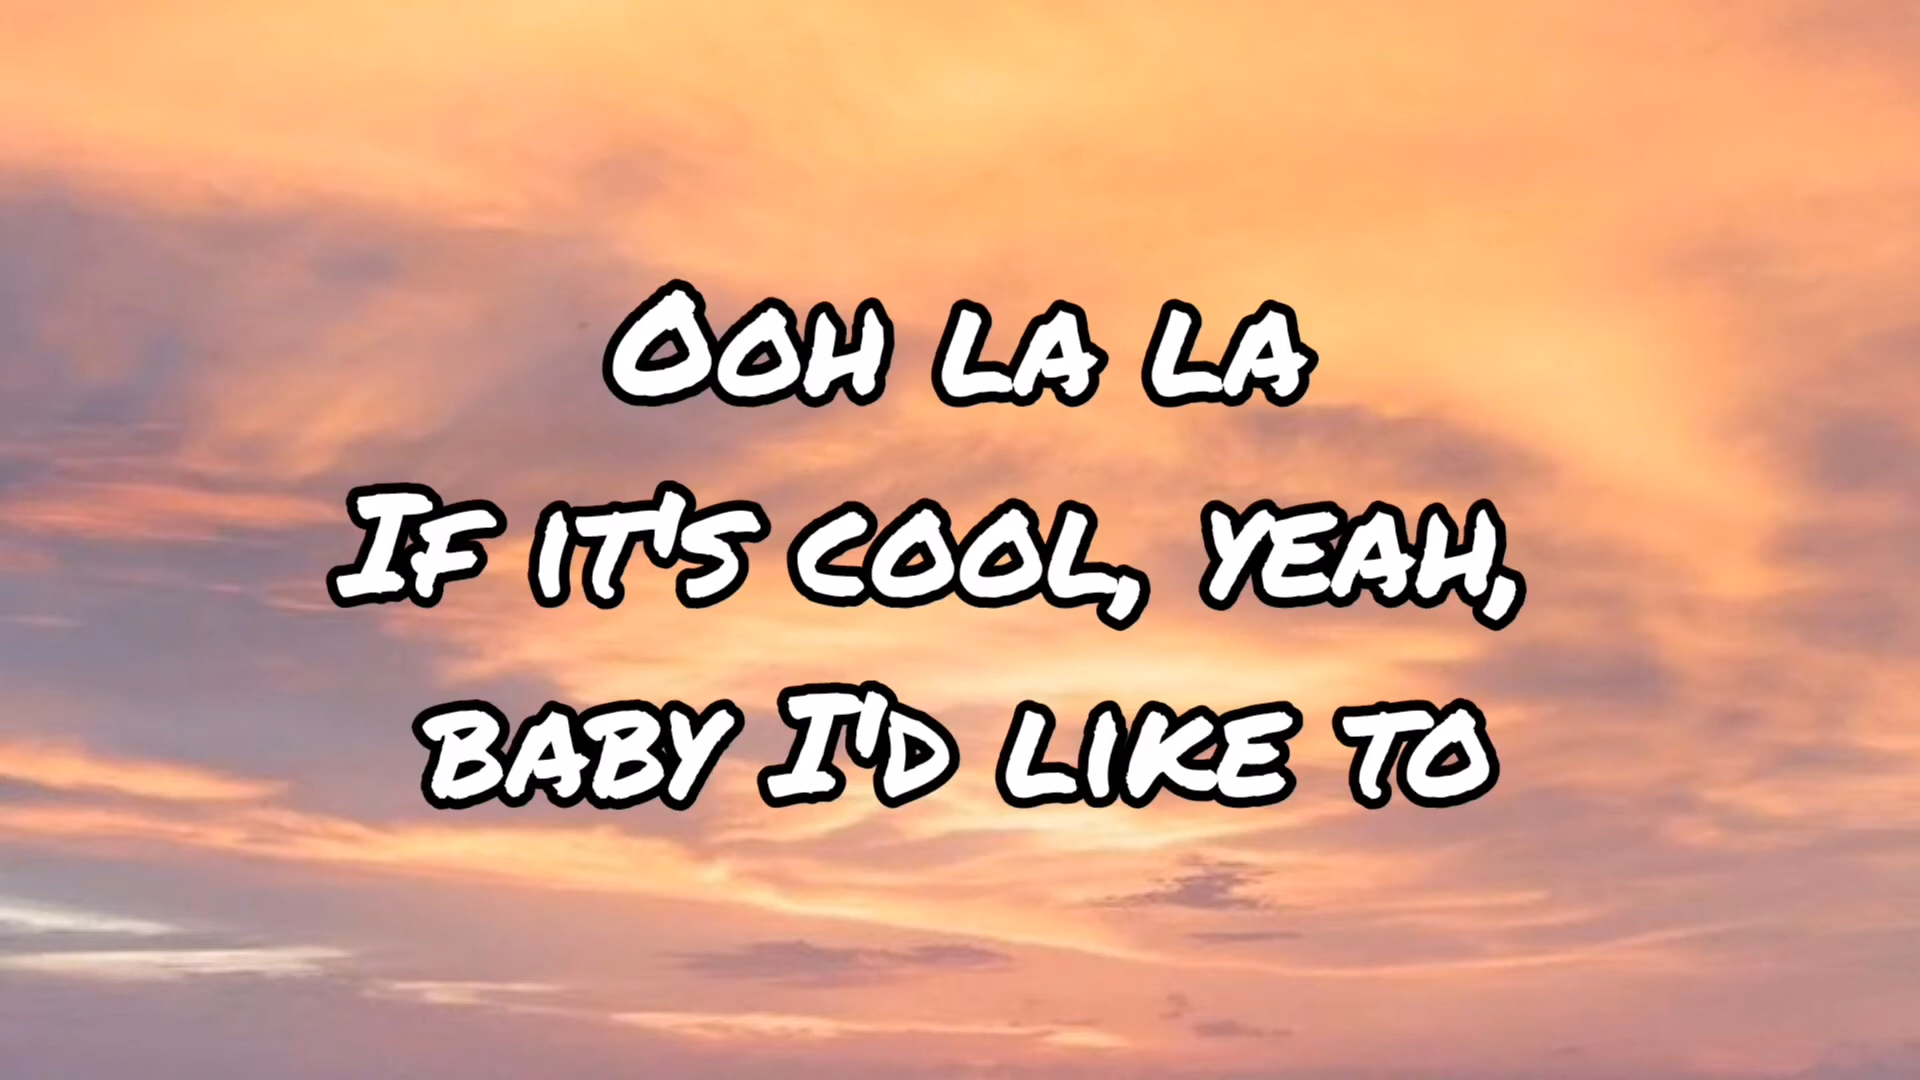 Ooh la la
If it's cool, yeah,
baby I'd like to